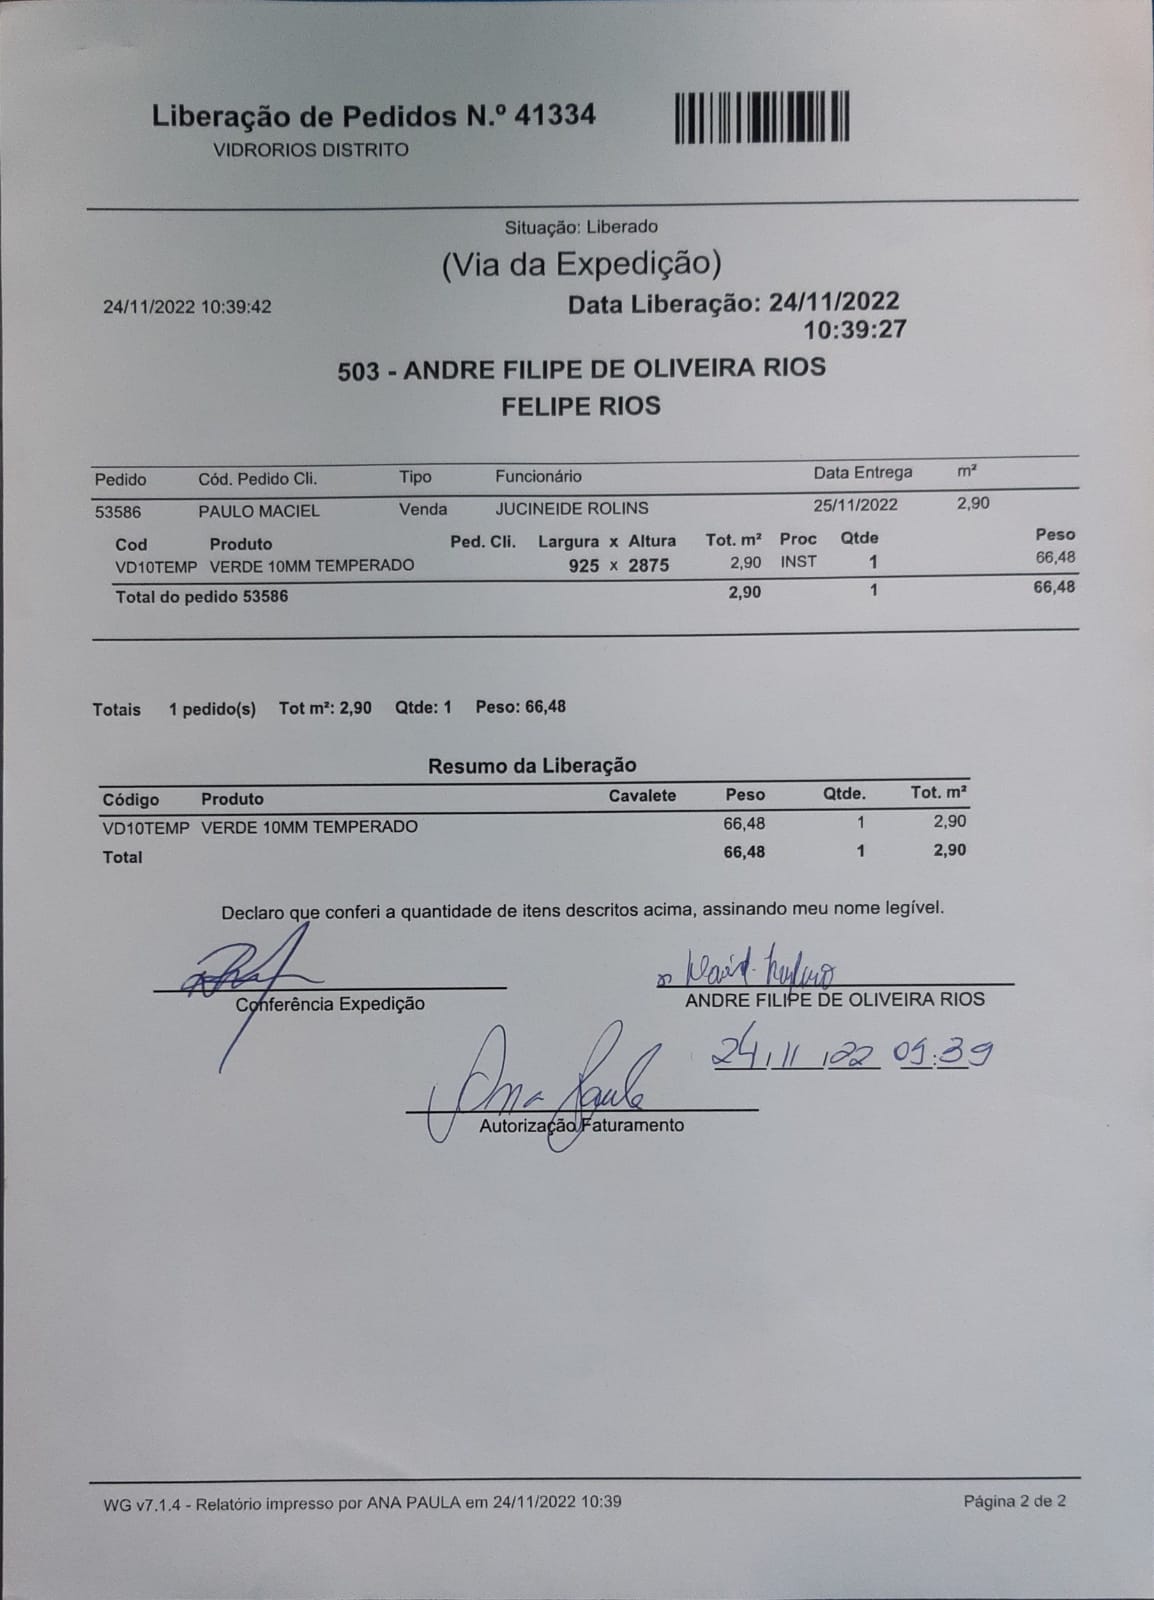 Liberação de Pedidos N.º 41334
VIDRORIOS DISTRITO
Situação: Liberado
(Via da Expedição)
24/11/2022 10:39:42 Data Liberação: 24/11/2022
10:39:27
503 - ANDRE FILIPE DE OLIVEIRA RIOS
FELIPE RIOS
Pedido Cód. Pedido Cli. Tipo Funcionário Data Entrega m²
53586 PAULO MACIEL Venda JUCINEIDE ROLINS 25/11/2022 2,90
Cod Produto Ped. Cli. Largura x Altura Tot. m² Proc Qtde Peso
VD10TEMP VERDE 10MM TEMPERADO 925 x 2875 2,90 INST 1 66,48
Total do pedido 53586 2,90 1 66,48
Totais 1 pedido(s) Tot m²: 2,90 Qtde: 1 Peso: 66,48
Resumo da Liberação
Código Produto Cavalete Peso Qtde. Tot. m²
VD10TEMP VERDE 10MM TEMPERADO 66,48 1 2,90
Total 66,48 1 2,90
Declaro que conferi a quantidade de itens descritos acima, assinando meu nome legível.
Conferência Expedição ANDRE FILIPE DE OLIVEIRA RIOS
24/11/22 09:39
Ana Paula
Autorização Faturamento
WG v7.1.4 - Relatório impresso por ANA PAULA em 24/11/2022 10:39 Página 2 de 2